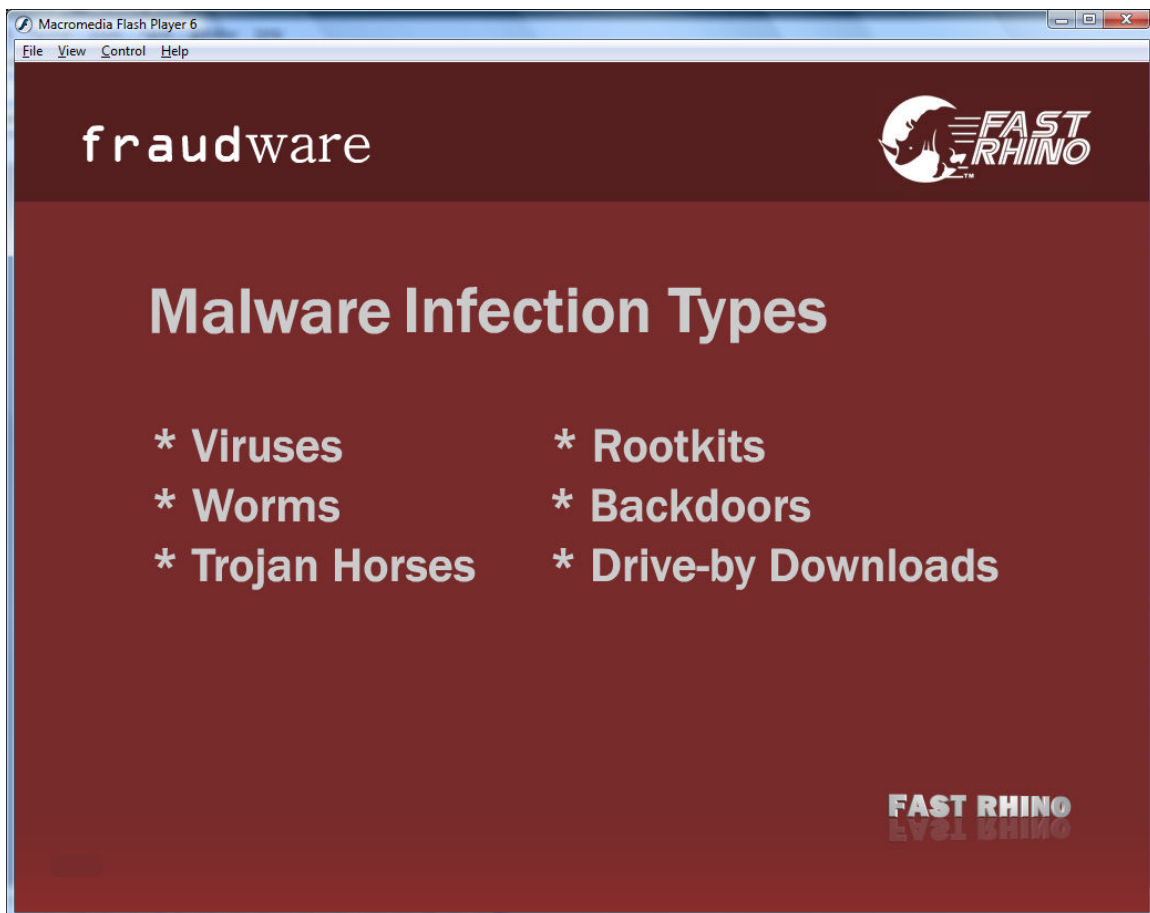 Macromedia Flash Player 6
File View Control Help
fraudware
FAST
RHINO
TM
Malware Infection Types
* Viruses
* Worms
* Trojan Horses
* Rootkits
* Backdoors
* Drive-by Downloads
FAST RHINO